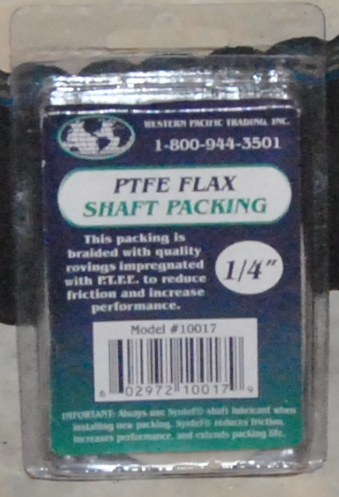 WESTERN PACIFIC TRADING, INC.
1-800-944-3501
PTFE FLAX
SHAFT PACKING
This packing is
braided with quality
rovings impregnated
with P.T.F.E. to reduce
friction and increase
performance.
1/4"
Model #10017
6 02972 10017 9
IMPORTANT: Always use Syntef® shaft lubricant when
installing new packing. Syntef® reduces friction,
increases performance, and extends packing life.